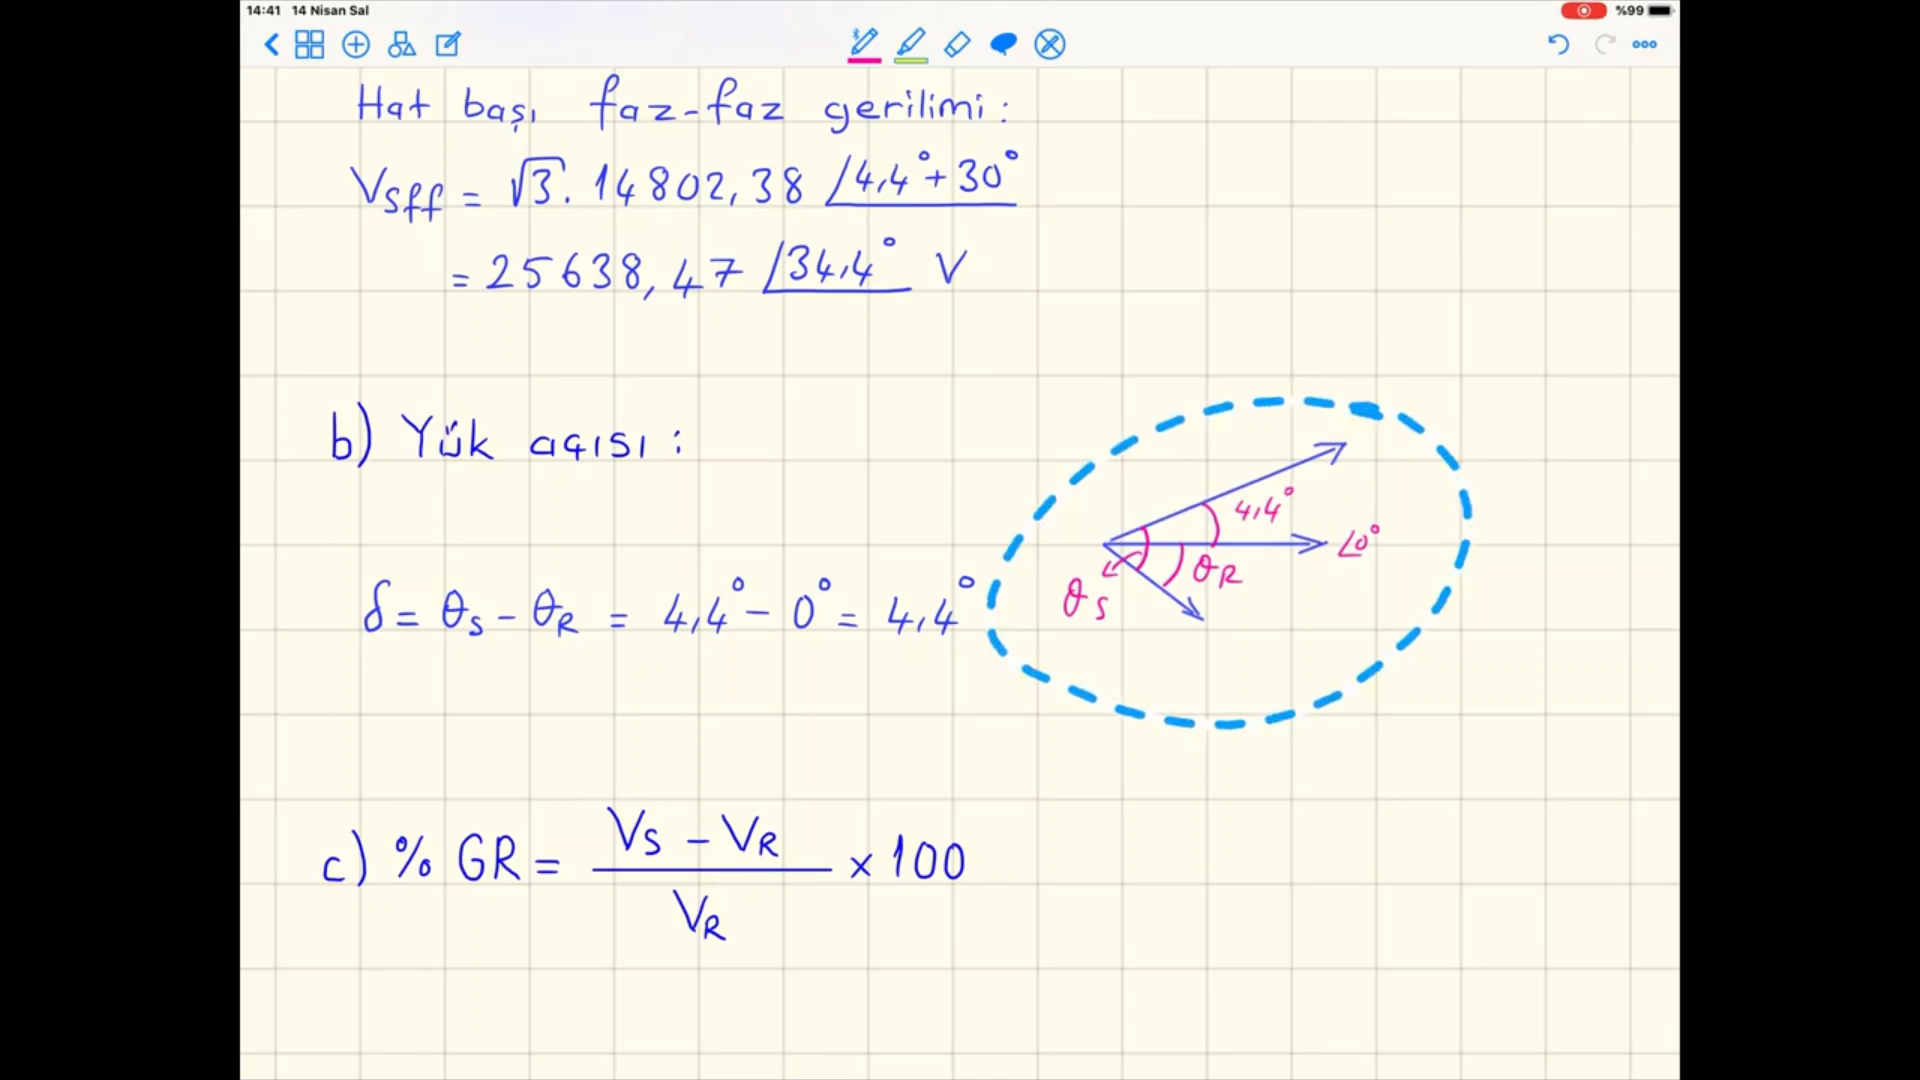 14:41 14 Nisan Sal %99
Hat başı faz-faz gerilimi:
Vsff = √3. 14802,38 ∠4,4°+30°
= 25638,47 ∠34,4° V
b) Yük açısı:
4,4°
∠0°
θR
θS
δ = θS - θR = 4,4° - 0° = 4,4°
c) % GR = VS - VR / VR x 100